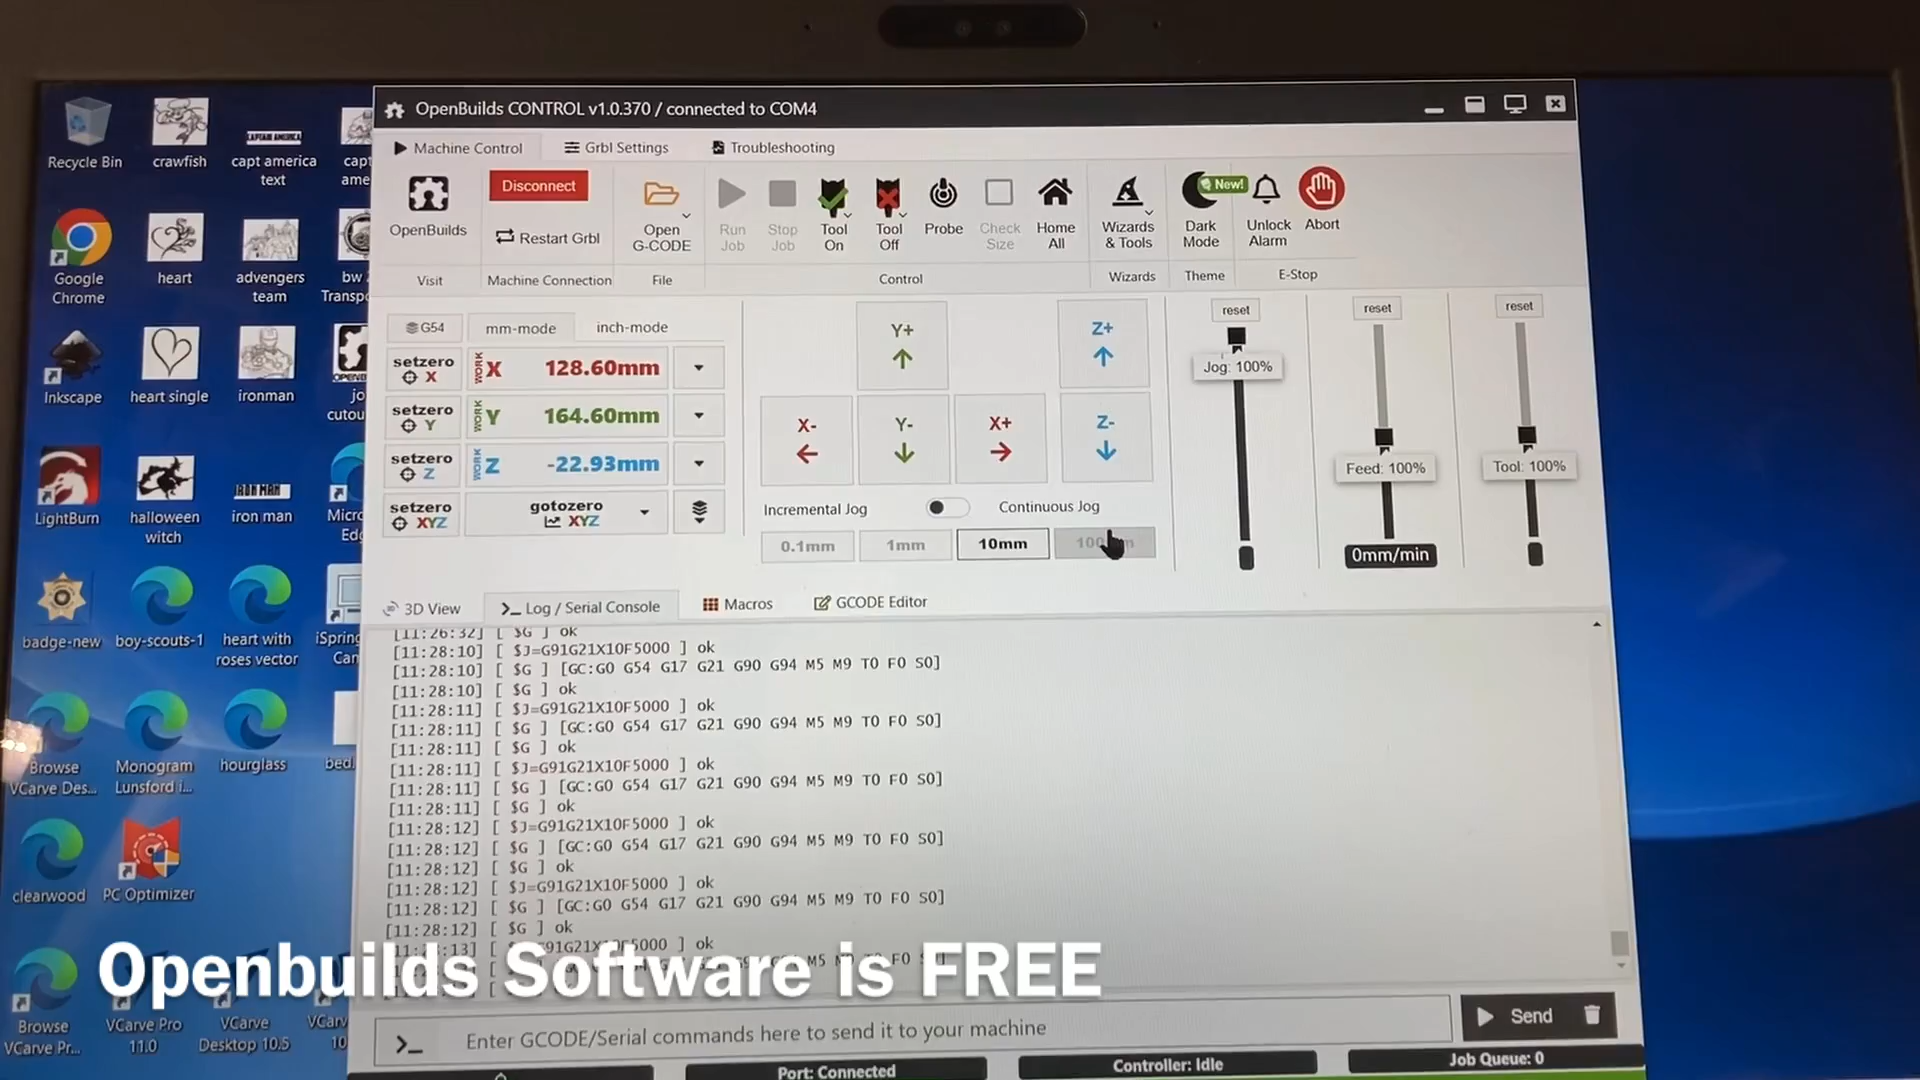 OpenBuilds CONTROL v1.0.370 / connected to COM4
Machine Control
Grbl Settings
Troubleshooting
OpenBuilds
Visit
Disconnect
Restart Grbl
Machine Connection
Open
G-CODE
File
Run
Job
Stop
Job
Tool
On
Tool
Off
Probe
Check
Size
Home
All
Control
Wizards
& Tools
Wizards
New!
Dark
Mode
Theme
Unlock
Alarm
Abort
E-Stop
G54
mm-mode
inch-mode
setzero
X
WORK
X
128.60mm
setzero
Y
WORK
Y
164.60mm
setzero
Z
WORK
Z
-22.93mm
setzero
XYZ
gotozero
XYZ
Y+
Z+
X-
Y-
X+
Z-
Incremental Jog
Continuous Jog
0.1mm
1mm
10mm
reset
Jog: 100%
reset
Feed: 100%
0mm/min
reset
Tool: 100%
3D View
Log / Serial Console
Macros
GCODE Editor
[11:26:32] [ $G ] ok
[11:28:10] [ $J=G91G21X10F5000 ] ok
[11:28:10] [ $G ] [GC:G0 G54 G17 G21 G90 G94 M5 M9 T0 F0 S0]
[11:28:10] [ $G ] ok
[11:28:11] [ $J=G91G21X10F5000 ] ok
[11:28:11] [ $G ] [GC:G0 G54 G17 G21 G90 G94 M5 M9 T0 F0 S0]
[11:28:11] [ $G ] ok
[11:28:11] [ $J=G91G21X10F5000 ] ok
[11:28:11] [ $G ] [GC:G0 G54 G17 G21 G90 G94 M5 M9 T0 F0 S0]
[11:28:11] [ $G ] ok
[11:28:12] [ $J=G91G21X10F5000 ] ok
[11:28:12] [ $G ] [GC:G0 G54 G17 G21 G90 G94 M5 M9 T0 F0 S0]
[11:28:12] [ $G ] ok
[11:28:12] [ $J=G91G21X10F5000 ] ok
[11:28:12] [ $G ] [GC:G0 G54 G17 G21 G90 G94 M5 M9 T0 F0 S0]
[11:28:12] [ $G ] ok
Openbuilds Software is FREE
Enter GCODE/Serial commands here to send it to your machine
Send
Port: Connected
Controller: Idle
Job Queue: 0
Recycle Bin
crawfish
CAPTAIN AMERICA
capt america
text
Google
Chrome
heart
advengers
team
Inkscape
heart single
ironman
LightBurn
halloween
witch
IRON MAN
iron man
badge-new
boy-scouts-1
heart with
roses vector
Browse
VCarve Des...
Monogram
Lunsford i...
hourglass
clearwood
PC Optimizer
Browse
VCarve Pr...
VCarve Pro
11.0
VCarve
Desktop 10.5